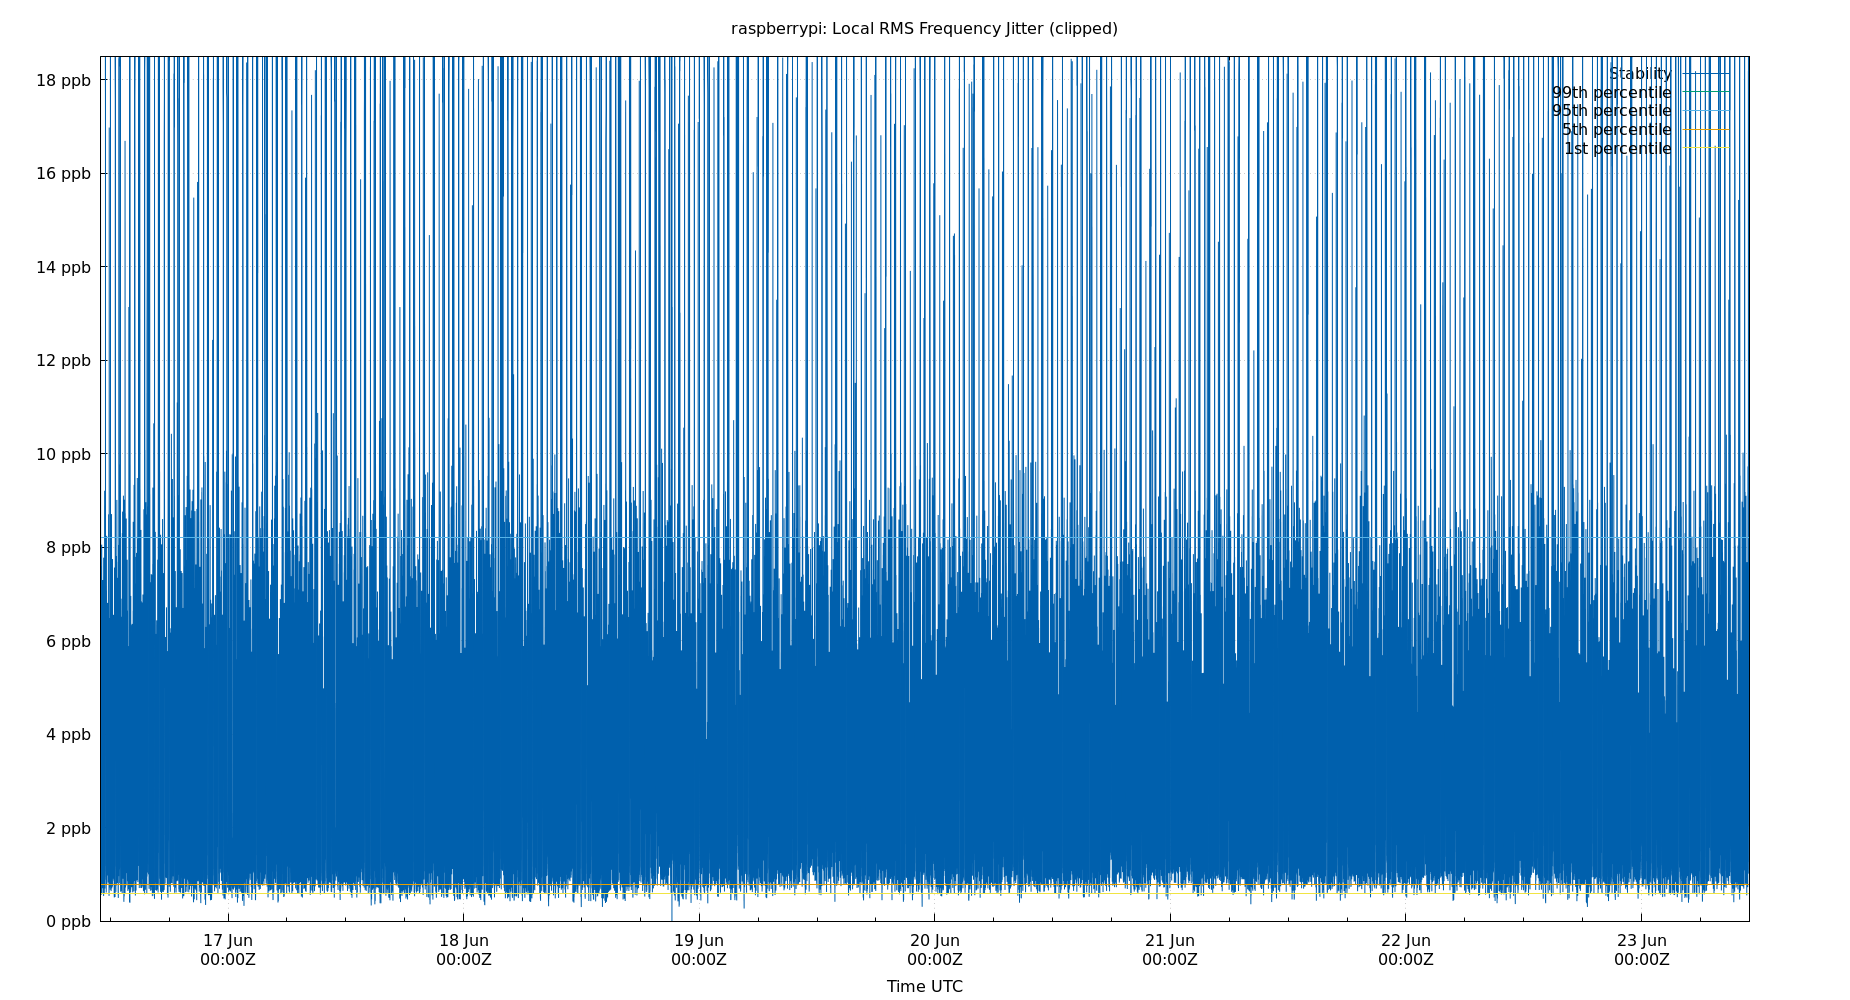 raspberrypi: Local RMS Frequency Jitter (clipped)
18 ppb
16 ppb
14 ppb
12 ppb
10 ppb
8 ppb
6 ppb
4 ppb
2 ppb
0 ppb
Stability
99th percentile
95th percentile
5th percentile
1st percentile
17 Jun 18 Jun 19 Jun 20 Jun 21 Jun 22 Jun 23 Jun
00:00Z 00:00Z 00:00Z 00:00Z 00:00Z 00:00Z 00:00Z
Time UTC